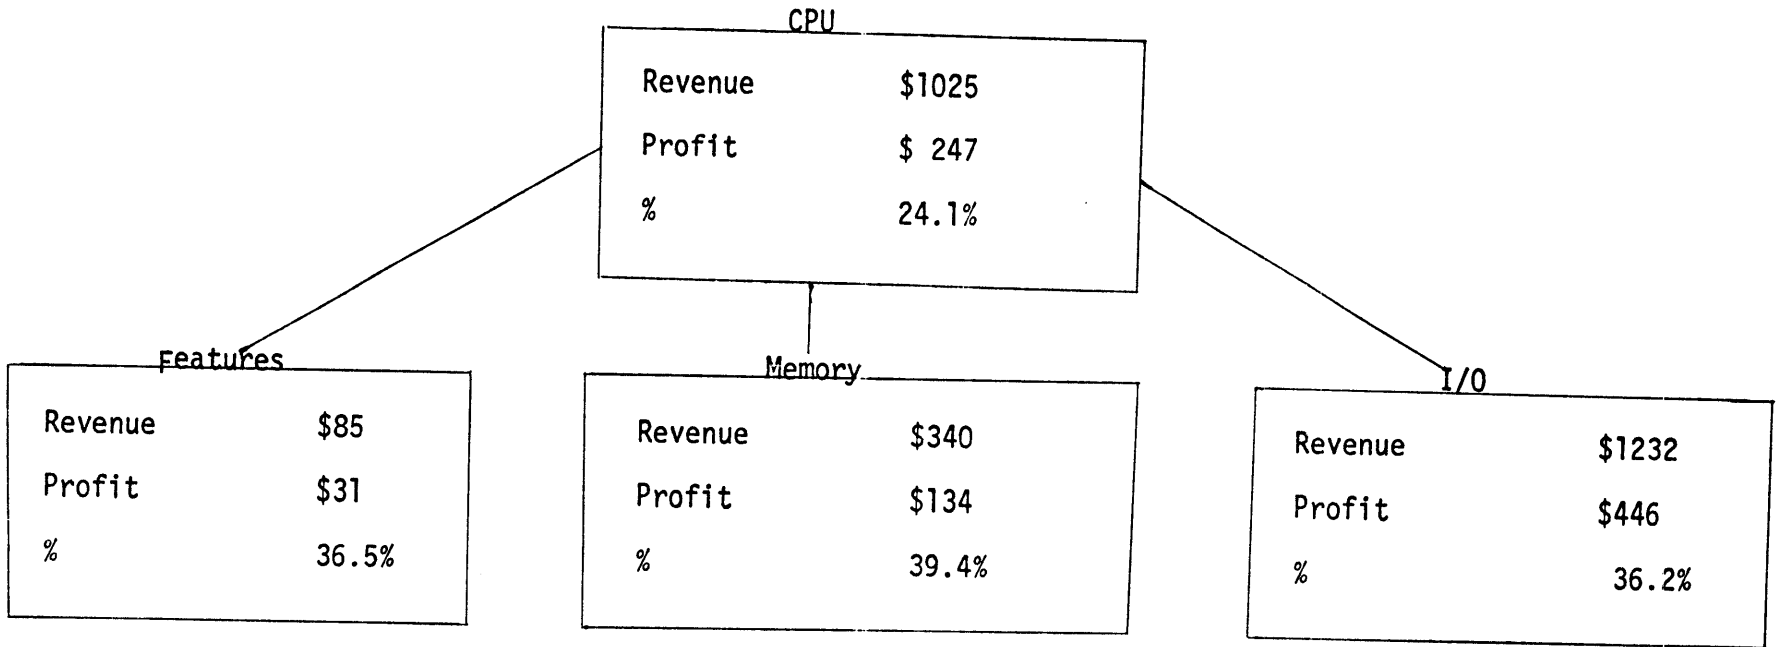 CPU
Revenue $1025
Profit $ 247
% 24.1%
Features
Revenue $85
Profit $31
% 36.5%
Memory
Revenue $340
Profit $134
% 39.4%
I/O
Revenue $1232
Profit $446
% 36.2%